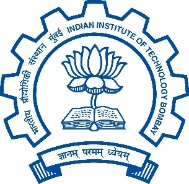 भारतीय प्रौद्योगिकी संस्थान मुंबई
INDIAN INSTITUTE OF TECHNOLOGY BOMBAY
ज्ञानम् परमम् ध्येयम्